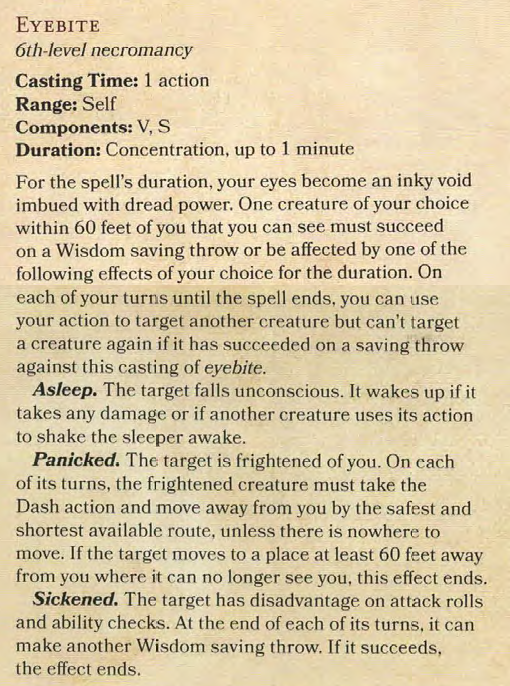 EYEBITE
6th-level necromancy
Casting Time: 1 action
Range: Self
Components: V, S
Duration: Concentration, up to 1 minute
For the spell's duration, your eyes become an inky void
imbued with dread power. One creature of your choice
within 60 feet of you that you can see must succeed
on a Wisdom saving throw or be affected by one of the
following effects of your choice for the duration. On
each of your turns until the spell ends, you can use
your action to target another creature but can't target
a creature again if it has succeeded on a saving throw
against this casting of eyebite.
Asleep. The target falls unconscious. It wakes up if it
takes any damage or if another creature uses its action
to shake the sleeper awake.
Panicked. The target is frightened of you. On each
of its turns, the frightened creature must take the
Dash action and move away from you by the safest and
shortest available route, unless there is nowhere to
move. If the target moves to a place at least 60 feet away
from you where it can no longer see you, this effect ends.
Sickened. The target has disadvantage on attack rolls
and ability checks. At the end of each of its turns, it can
make another Wisdom saving throw. If it succeeds,
the effect ends.